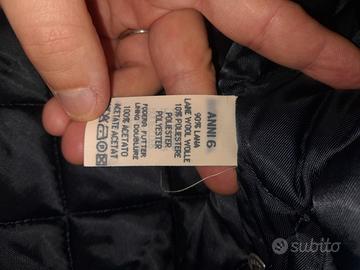 ANNI 6
90% LANA
LANE WOOL WOLLE
10% POLIESTERE
POLIESTER
POLYESTER
FODERA FUTTER
LINING DOUBLURE
100% ACETATO
ACETATE ACETAT
subito